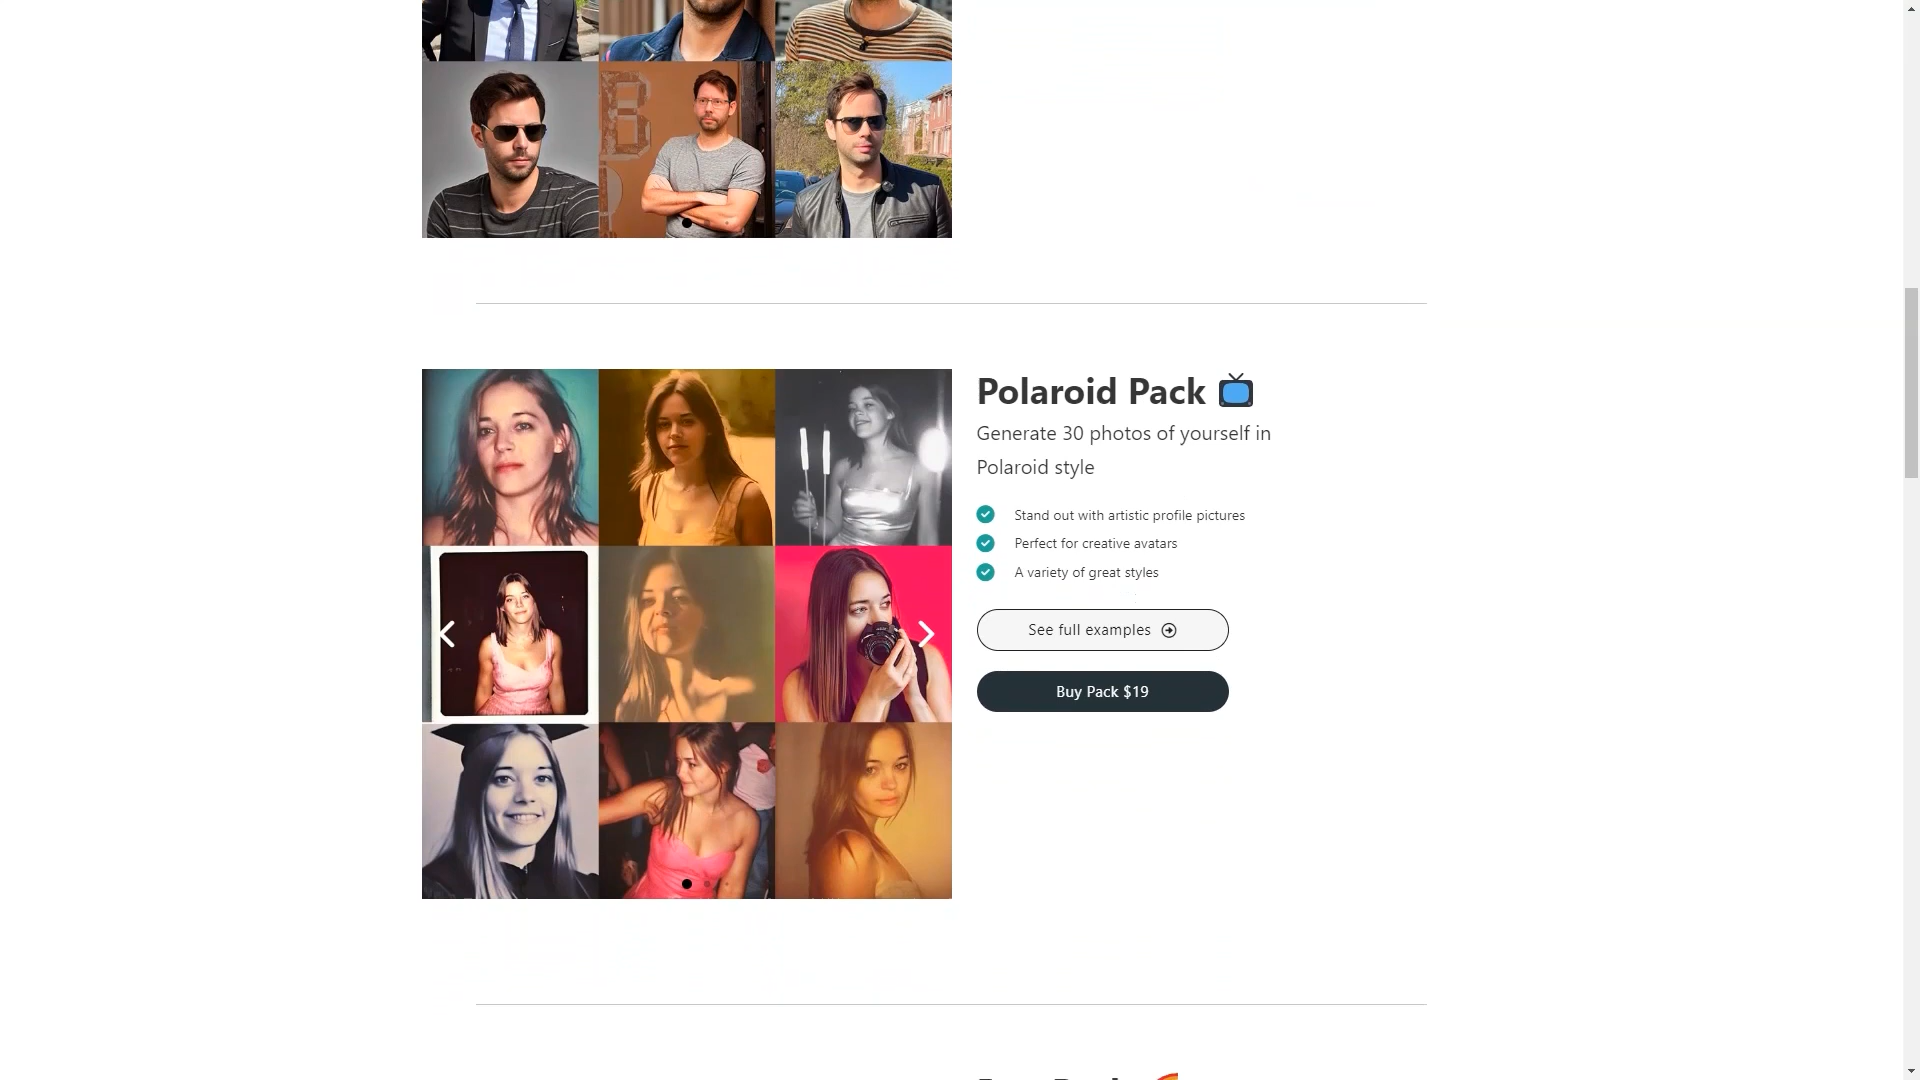 Polaroid Pack
Generate 30 photos of yourself in
Polaroid style
Stand out with artistic profile pictures
Perfect for creative avatars
A variety of great styles
See full examples
Buy Pack $19